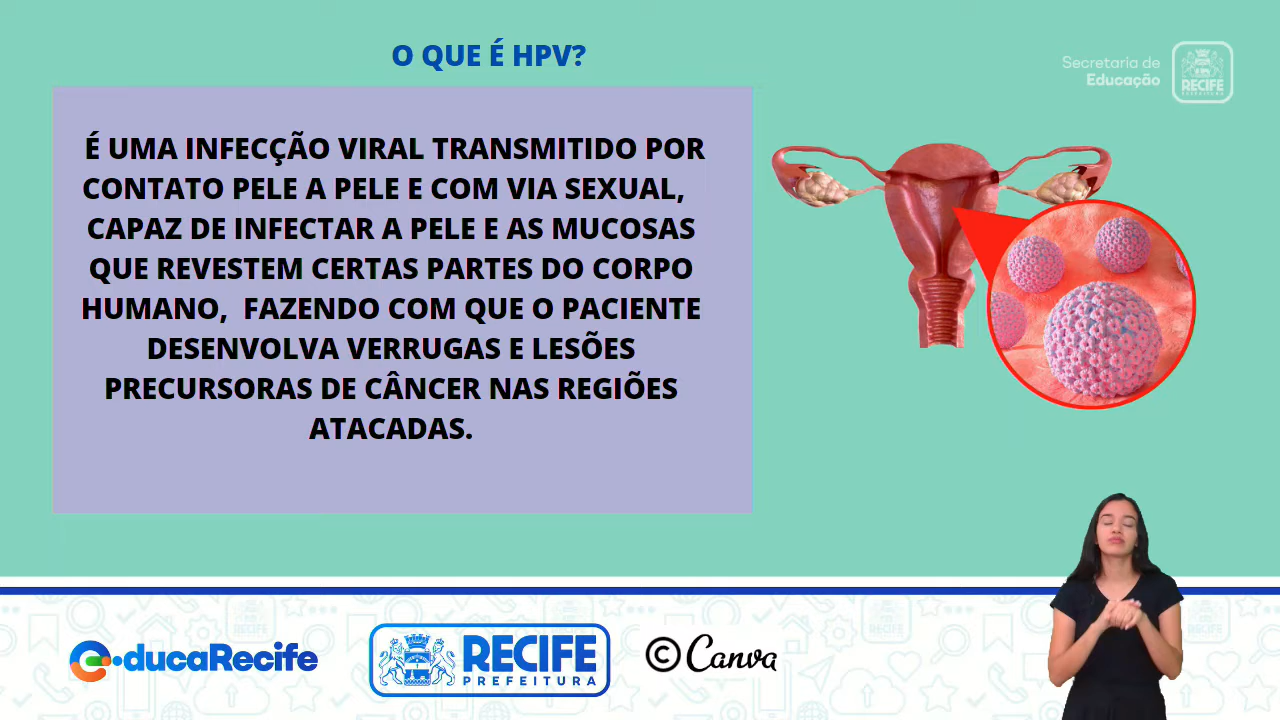 O QUE É HPV?
Secretaria de
Educação
RECIFE
PREFEITURA
É UMA INFECÇÃO VIRAL TRANSMITIDO POR
CONTATO PELE A PELE E COM VIA SEXUAL,
CAPAZ DE INFECTAR A PELE E AS MUCOSAS
QUE REVESTEM CERTAS PARTES DO CORPO
HUMANO, FAZENDO COM QUE O PACIENTE
DESENVOLVA VERRUGAS E LESÕES
PRECURSORAS DE CÂNCER NAS REGIÕES
ATACADAS.
educaRecife
RECIFE
PREFEITURA
© Canva